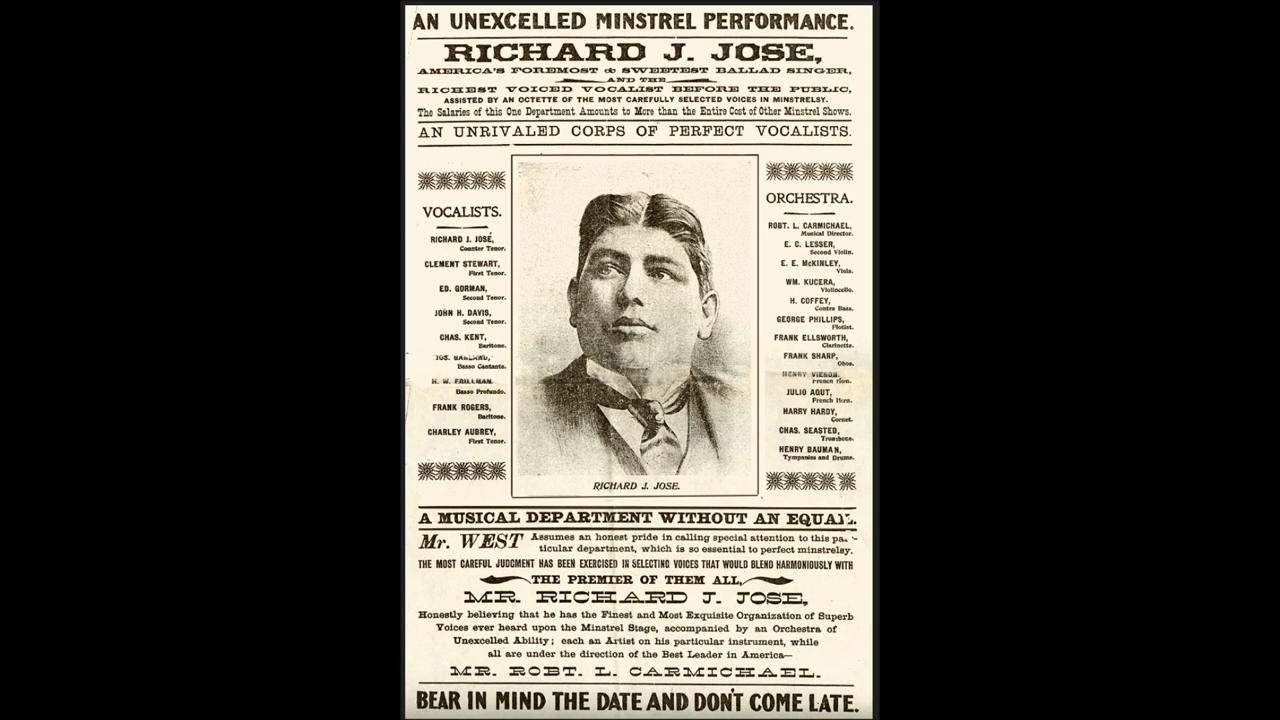 AN UNEXCELLED MINSTREL PERFORMANCE.
RICHARD J. JOSE,
AMERICA'S FOREMOST & SWEETEST BALLAD SINGER,
AND THE
RICHEST VOICED VOCALIST BEFORE THE PUBLIC,
ASSISTED BY AN OCTETTE OF THE MOST CAREFULLY SELECTED VOICES IN MINSTRELSY.
The Salaries of this One Department Amounts to More than the Entire Cost of Other Minstrel Shows.
AN UNRIVALED CORPS OF PERFECT VOCALISTS.
VOCALISTS.
RICHARD J. JOSÉ,
Counter Tenor.
CLEMENT STEWART,
First Tenor.
ED. GORMAN,
Second Tenor.
JOHN H. DAVIS,
Second Tenor.
CHAS. KENT,
Baritone.
JOS. GARLAND,
Basso Cantante.
H. W. FRILLMAN.
Basso Profundo.
FRANK ROGERS,
Baritone.
CHARLEY AUBREY,
First Tenor.
RICHARD J. JOSE.
ORCHESTRA.
ROBT. L. CARMICHAEL,
Musical Director.
E. C. LESSER,
Second Violin.
E. E. McKINLEY,
Viola.
WM. KUCERA,
Violincello.
H. COFFEY,
Contra Bass.
GEORGE PHILLIPS,
Flutist.
FRANK ELLSWORTH,
Clarinette.
FRANK SHARP,
Oboe.
HENRY
French Horn.
JULIO AQUT,
French Horn.
HARRY HARDY,
Cornet.
CHAS. SEASTED,
Trombone.
HENRY BAUMAN,
Tympanies and Drums.
A MUSICAL DEPARTMENT WITHOUT AN EQUAL.
Mr. WEST Assumes an honest pride in calling special attention to this par-
ticular department, which is so essential to perfect minstrelsy.
THE MOST CAREFUL JUDGMENT HAS BEEN EXERCISED IN SELECTING VOICES THAT WOULD BLEND HARMONIOUSLY WITH
THE PREMIER OF THEM ALL,
MR. RICHARD J. JOSE,
Honestly believing that he has the Finest and Most Exquisite Organization of Superb
Voices ever heard upon the Minstrel Stage, accompanied by an Orchestra of
Unexcelled Ability; each an Artist on his particular instrument, while
all are under the direction of the Best Leader in America—
MR. ROBT. L. CARMICHAEL.
BEAR IN MIND THE DATE AND DON'T COME LATE.